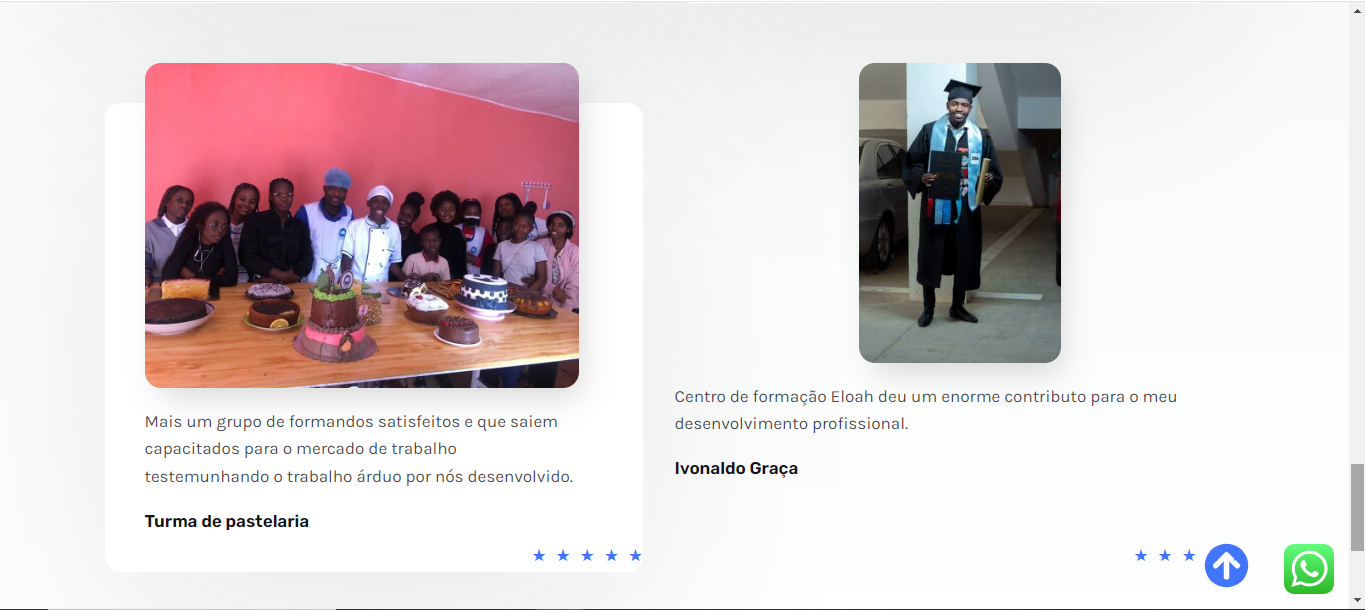 Mais um grupo de formandos satisfeitos e que saiem
capacitados para o mercado de trabalho
testemunhando o trabalho árduo por nós desenvolvido.
Turma de pastelaria
Centro de formação Eloah deu um enorme contributo para o meu
desenvolvimento profissional.
Ivonaldo Graça